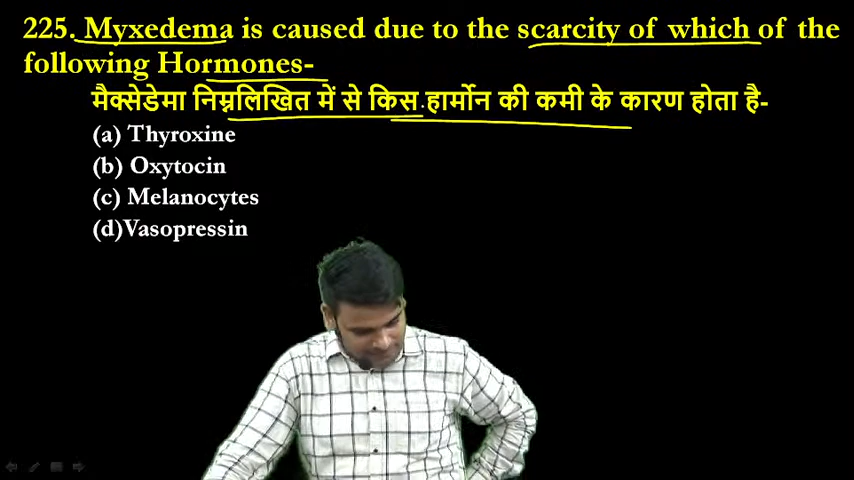 225. Myxedema is caused due to the scarcity of which of the
following Hormones-
मैक्सेडेमा निम्नलिखित में से किस हार्मोन की कमी के कारण होता है-
(a) Thyroxine
(b) Oxytocin
(c) Melanocytes
(d)Vasopressin